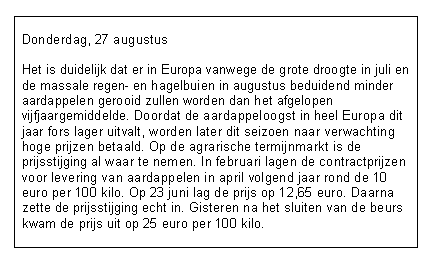 Donderdag, 27 augustus
Het is duidelijk dat er in Europa vanwege de grote droogte in juli en
de massale regen- en hagelbuien in augustus beduidend minder
aardappelen gerooid zullen worden dan het afgelopen
vijfjaargemiddelde. Doordat de aardappeloogst in heel Europa dit
jaar fors lager uitvalt, worden later dit seizoen naar verwachting
hoge prijzen betaald. Op de agrarische termijnmarkt is de
prijsstijging al waar te nemen. In februari lagen de contractprijzen
voor levering van aardappelen in april volgend jaar rond de 10
euro per 100 kilo. Op 23 juni lag de prijs op 12,65 euro. Daarna
zette de prijsstijging echt in. Gisteren na het sluiten van de beurs
kwam de prijs uit op 25 euro per 100 kilo.